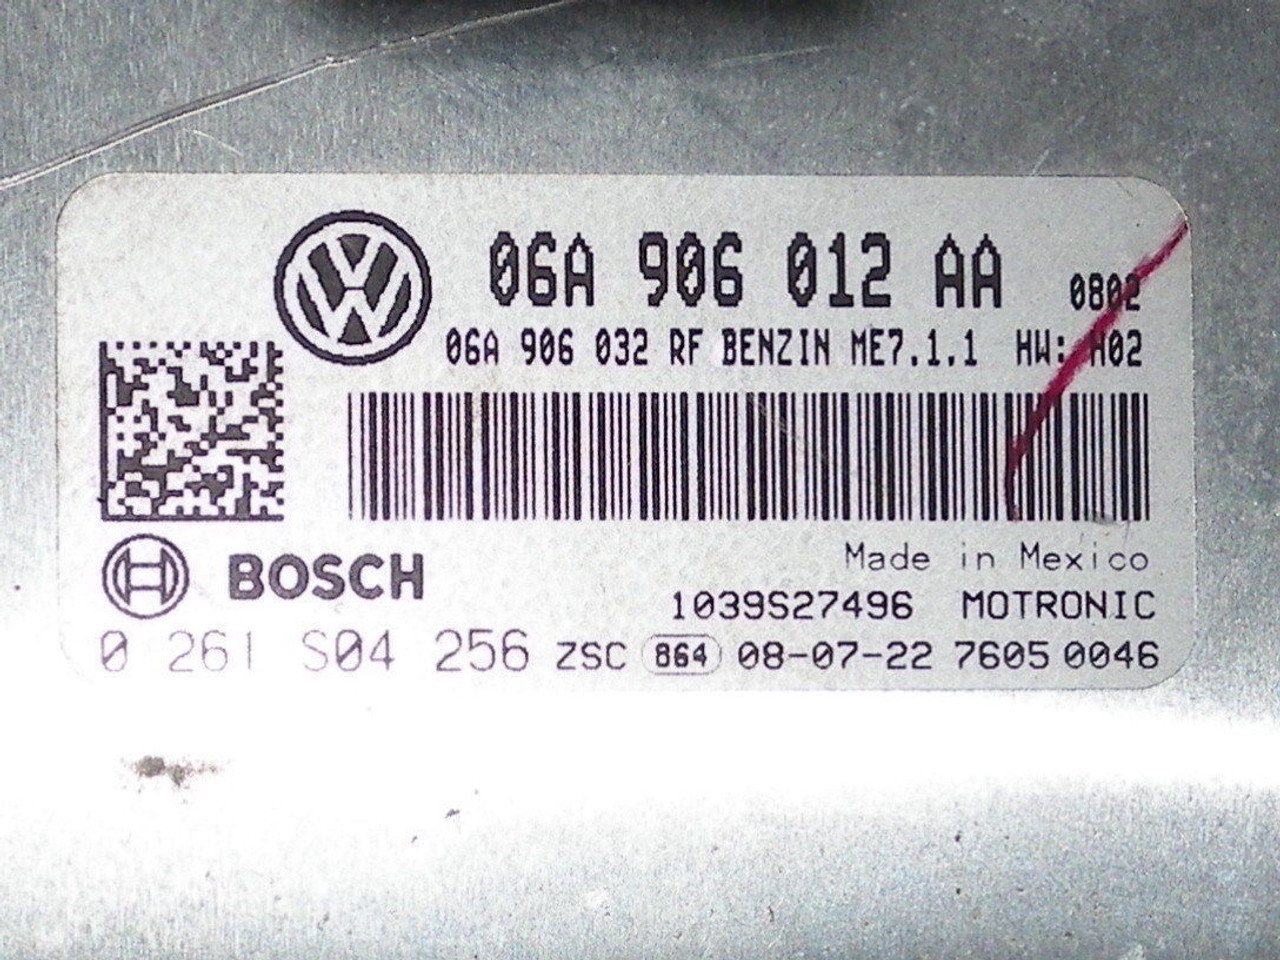 06A 906 012 AA 0802
06A 906 032 RF BENZIN ME7.1.1 HW: H02
BOSCH
Made in Mexico
1039S27496 MOTRONIC
0 261 S04 256 ZSC 864 08-07-22 7605 0046